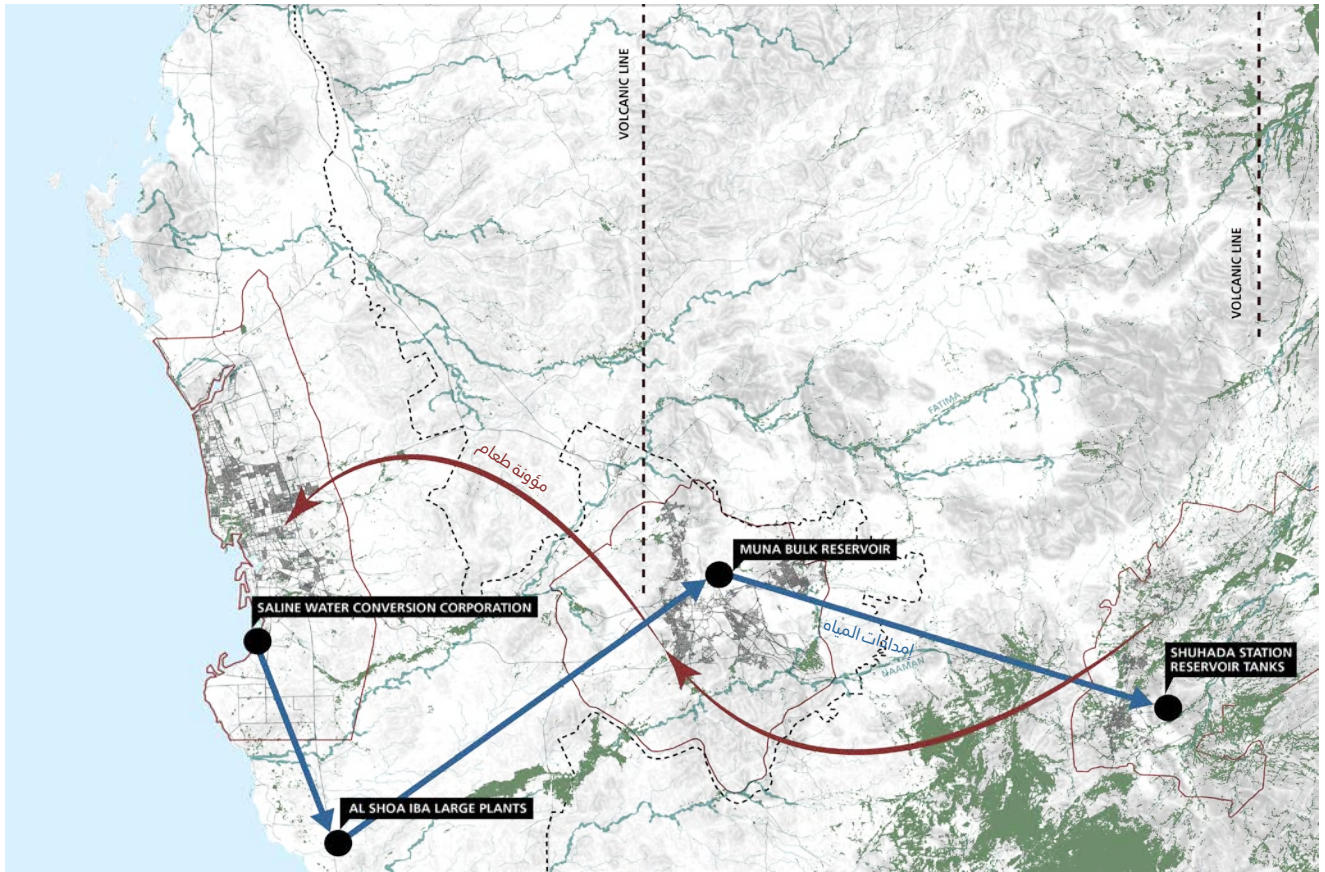 VOLCANIC LINE
VOLCANIC LINE
FATIMA
مؤونة طعام
MUNA BULK RESERVOIR
SALINE WATER CONVERSION CORPORATION
إمدادات المياه
NAAMAN
SHUHADA STATION
RESERVOIR TANKS
AL SHOA IBA LARGE PLANTS